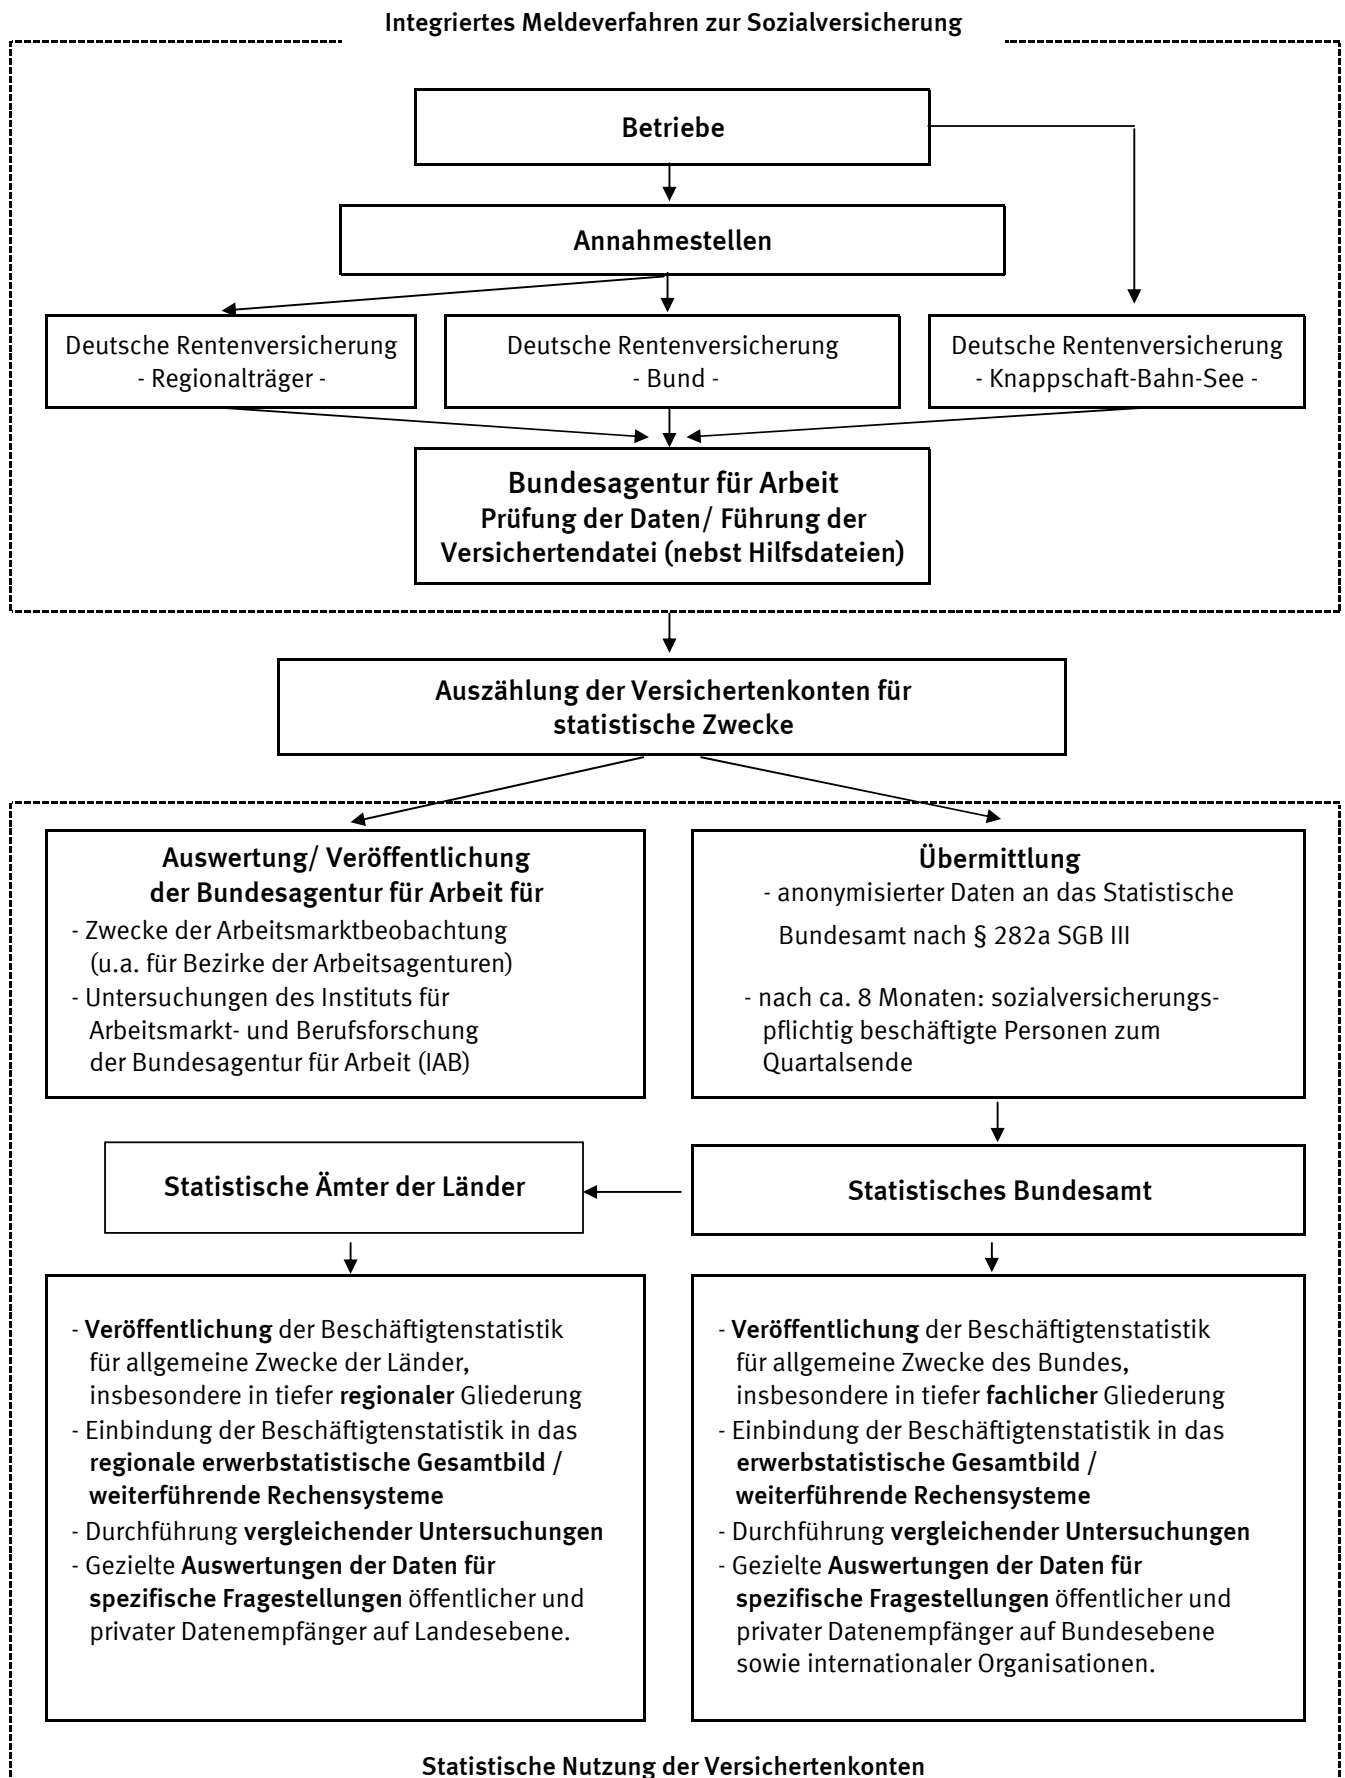 Integriertes Meldeverfahren zur Sozialversicherung
Betriebe
Annahmestellen
Deutsche Rentenversicherung
- Regionalträger -
Deutsche Rentenversicherung
- Bund -
Deutsche Rentenversicherung
- Knappschaft-Bahn-See -
Bundesagentur für Arbeit
Prüfung der Daten/ Führung der
Versichertendatei (nebst Hilfsdateien)
Auszählung der Versichertenkonten für
statistische Zwecke
Auswertung/ Veröffentlichung
der Bundesagentur für Arbeit für
- Zwecke der Arbeitsmarktbeobachtung
(u.a. für Bezirke der Arbeitsagenturen)
- Untersuchungen des Instituts für
Arbeitsmarkt- und Berufsforschung
der Bundesagentur für Arbeit (IAB)
Übermittlung
- anonymisierter Daten an das Statistische
Bundesamt nach § 282a SGB III
- nach ca. 8 Monaten: sozialversicherungs-
pflichtig beschäftigte Personen zum
Quartalsende
Statistische Ämter der Länder
Statistisches Bundesamt
- Veröffentlichung der Beschäftigtenstatistik
für allgemeine Zwecke der Länder,
insbesondere in tiefer regionaler Gliederung
- Einbindung der Beschäftigtenstatistik in das
regionale erwerbstatistische Gesamtbild /
weiterführende Rechensysteme
- Durchführung vergleichender Untersuchungen
- Gezielte Auswertungen der Daten für
spezifische Fragestellungen öffentlicher und
privater Datenempfänger auf Landesebene.
- Veröffentlichung der Beschäftigtenstatistik
für allgemeine Zwecke des Bundes,
insbesondere in tiefer fachlicher Gliederung
- Einbindung der Beschäftigtenstatistik in das
erwerbstatistische Gesamtbild /
weiterführende Rechensysteme
- Durchführung vergleichender Untersuchungen
- Gezielte Auswertungen der Daten für
spezifische Fragestellungen öffentlicher und
privater Datenempfänger auf Bundesebene
sowie internationaler Organisationen.
Statistische Nutzung der Versichertenkonten